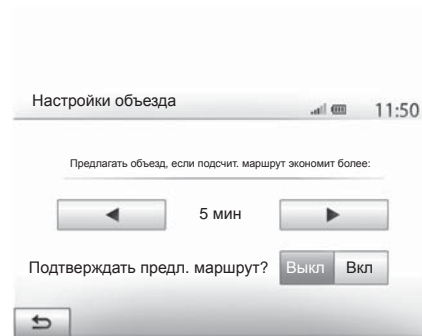 Настройки объезда
11:50
Предлагать объезд, если подсчит. маршрут экономит более:
5 мин
Подтверждать предл. маршрут?
Выкл Вкл